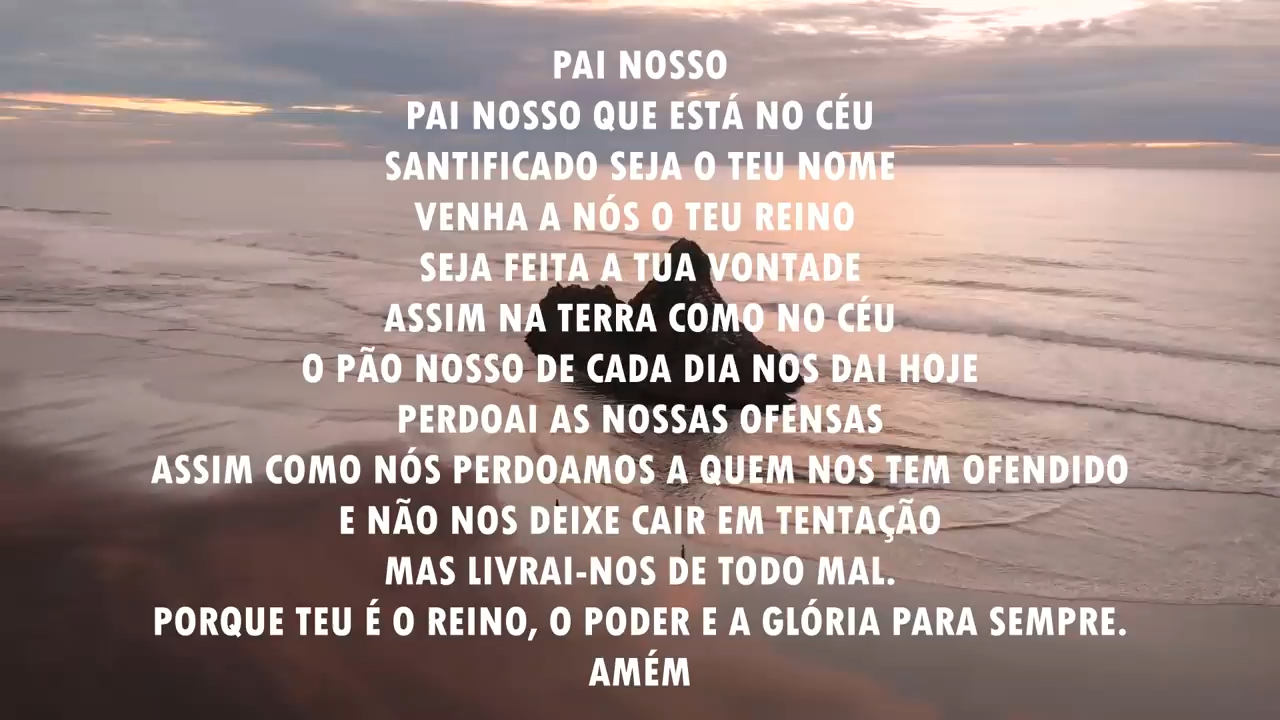 PAI NOSSO
PAI NOSSO QUE ESTÁ NO CÉU
SANTIFICADO SEJA O TEU NOME
VENHA A NÓS O TEU REINO
SEJA FEITA A TUA VONTADE
ASSIM NA TERRA COMO NO CÉU
O PÃO NOSSO DE CADA DIA NOS DAI HOJE
PERDOAI AS NOSSAS OFENSAS
ASSIM COMO NÓS PERDOAMOS A QUEM NOS TEM OFENDIDO
E NÃO NOS DEIXE CAIR EM TENTAÇÃO
MAS LIVRAI-NOS DE TODO MAL.
PORQUE TEU É O REINO, O PODER E A GLÓRIA PARA SEMPRE.
AMÉM